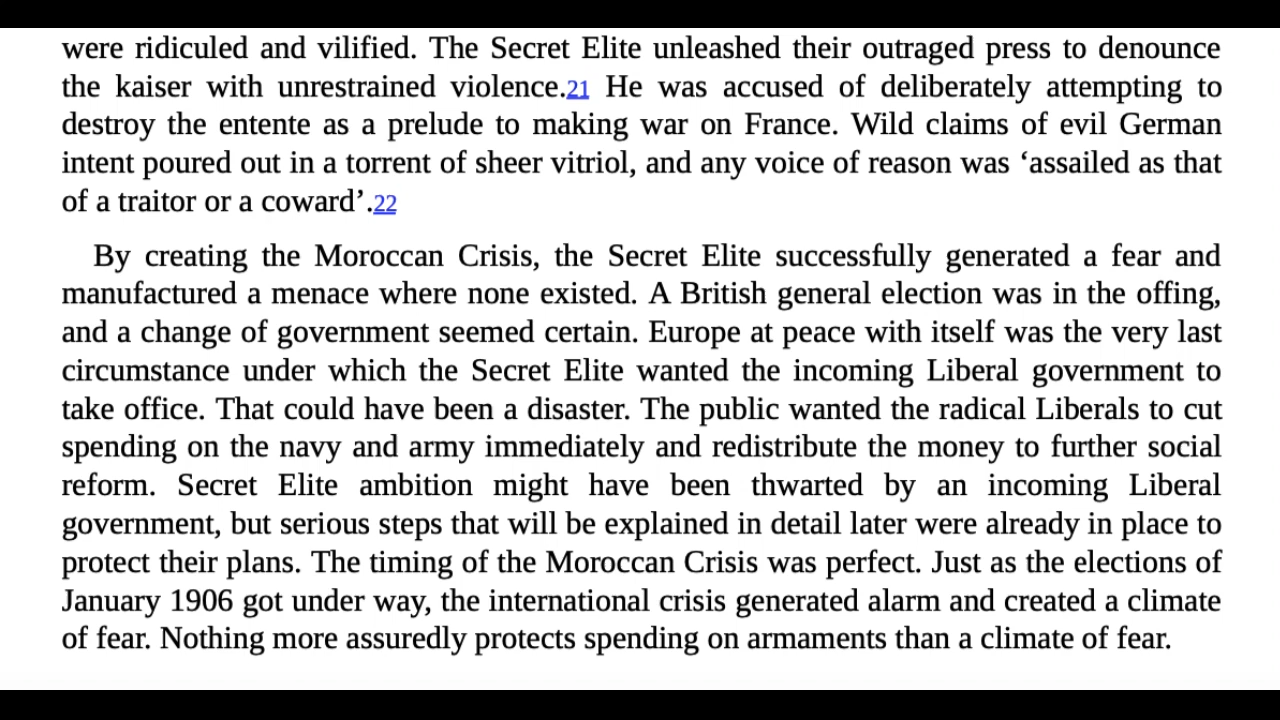 were ridiculed and vilified. The Secret Elite unleashed their outraged press to denounce
the kaiser with unrestrained violence.21 He was accused of deliberately attempting to
destroy the entente as a prelude to making war on France. Wild claims of evil German
intent poured out in a torrent of sheer vitriol, and any voice of reason was ‘assailed as that
of a traitor or a coward’.22
By creating the Moroccan Crisis, the Secret Elite successfully generated a fear and
manufactured a menace where none existed. A British general election was in the offing,
and a change of government seemed certain. Europe at peace with itself was the very last
circumstance under which the Secret Elite wanted the incoming Liberal government to
take office. That could have been a disaster. The public wanted the radical Liberals to cut
spending on the navy and army immediately and redistribute the money to further social
reform. Secret Elite ambition might have been thwarted by an incoming Liberal
government, but serious steps that will be explained in detail later were already in place to
protect their plans. The timing of the Moroccan Crisis was perfect. Just as the elections of
January 1906 got under way, the international crisis generated alarm and created a climate
of fear. Nothing more assuredly protects spending on armaments than a climate of fear.